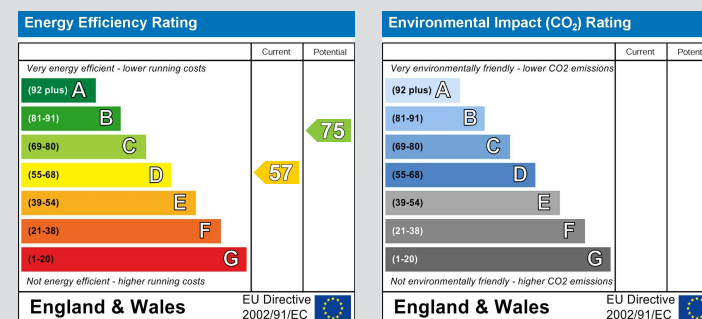 Energy Efficiency Rating
Current Potential
Very energy efficient - lower running costs
(92 plus) A
(81-91) B
75
(69-80) C
(55-68) D
57
(39-54) E
(21-38) F
(1-20) G
Not energy efficient - higher running costs
England & Wales
EU Directive
2002/91/EC
Environmental Impact (CO2) Rating
Current Potent
Very environmentally friendly - lower CO2 emissions
(92 plus) A
(81-91) B
(69-80) C
(55-68) D
(39-54) E
(21-38) F
(1-20) G
Not environmentally friendly - higher CO2 emissions
England & Wales
EU Directive
2002/91/EC